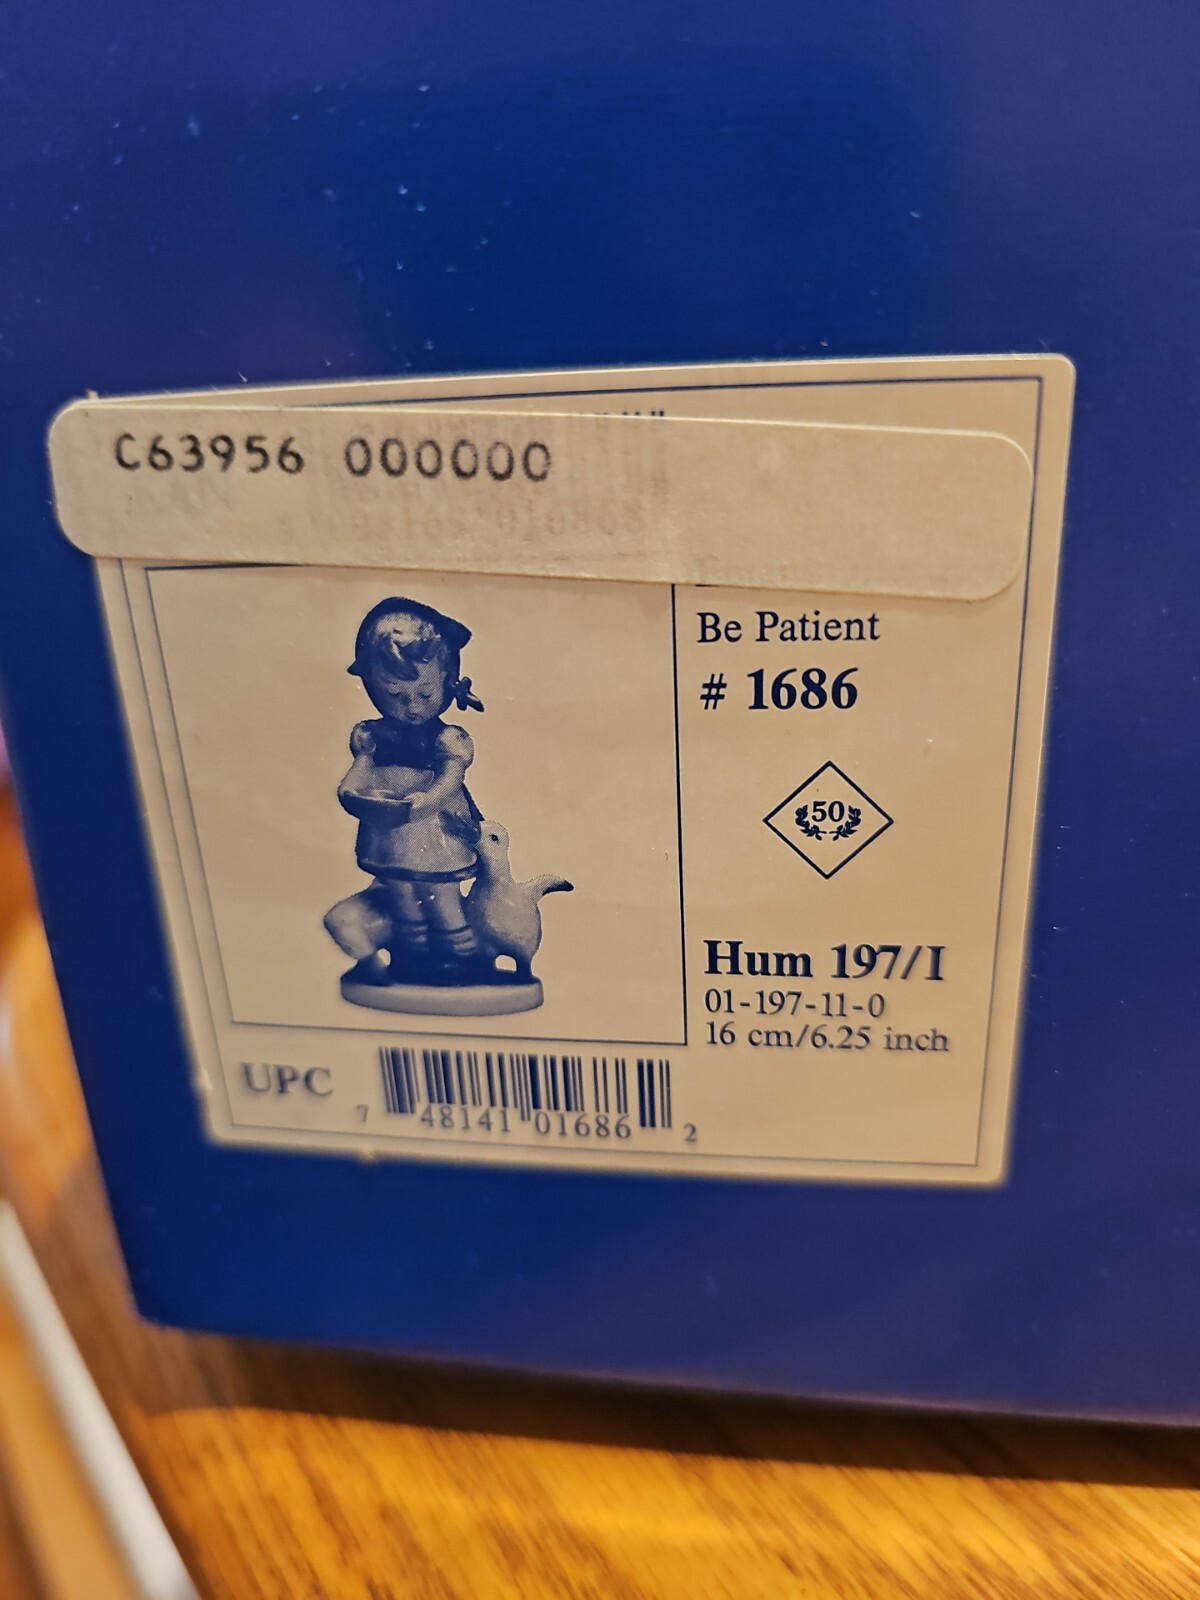 C63956 000000
Be Patient
# 1686
50
Hum 197/I
01-197-11-0
16 cm/6.25 inch
UPC
7 48141 01686 2